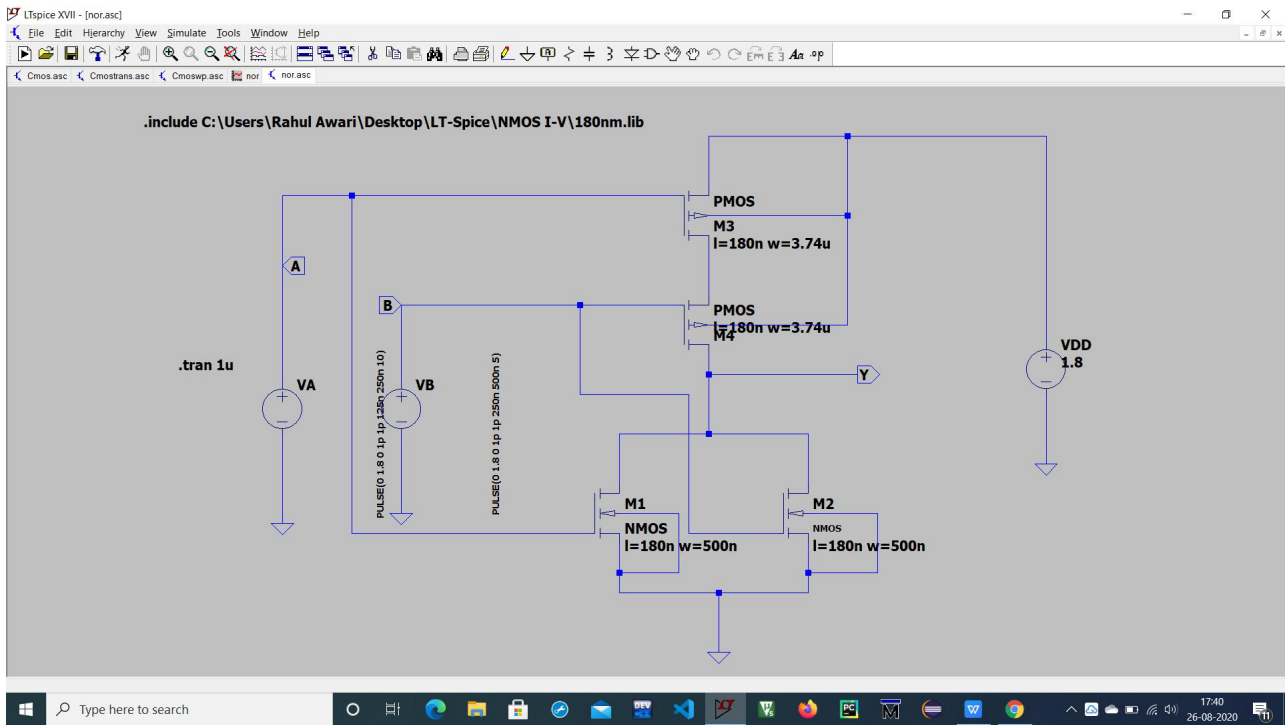 LTspice XVII - [nor.asc]
File Edit Hierarchy View Simulate Tools Window Help
Cmos.asc Cmostrans.asc Cmoswp.asc nor nor.asc
.include C:\Users\Rahul Awari\Desktop\LT-Spice\NMOS I-V\180nm.lib
PMOS
M3
l=180n w=3.74u
A
B
PMOS
l=180n w=3.74u
M4
.tran 1u
VA
PULSE(0 1.8 0 1p 1p 125n 250n 10)
VB
PULSE(0 1.8 0 1p 1p 250n 500n 5)
Y
VDD
1.8
M1
NMOS
l=180n w=500n
M2
NMOS
l=180n w=500n
Type here to search
17:40
26-08-2020